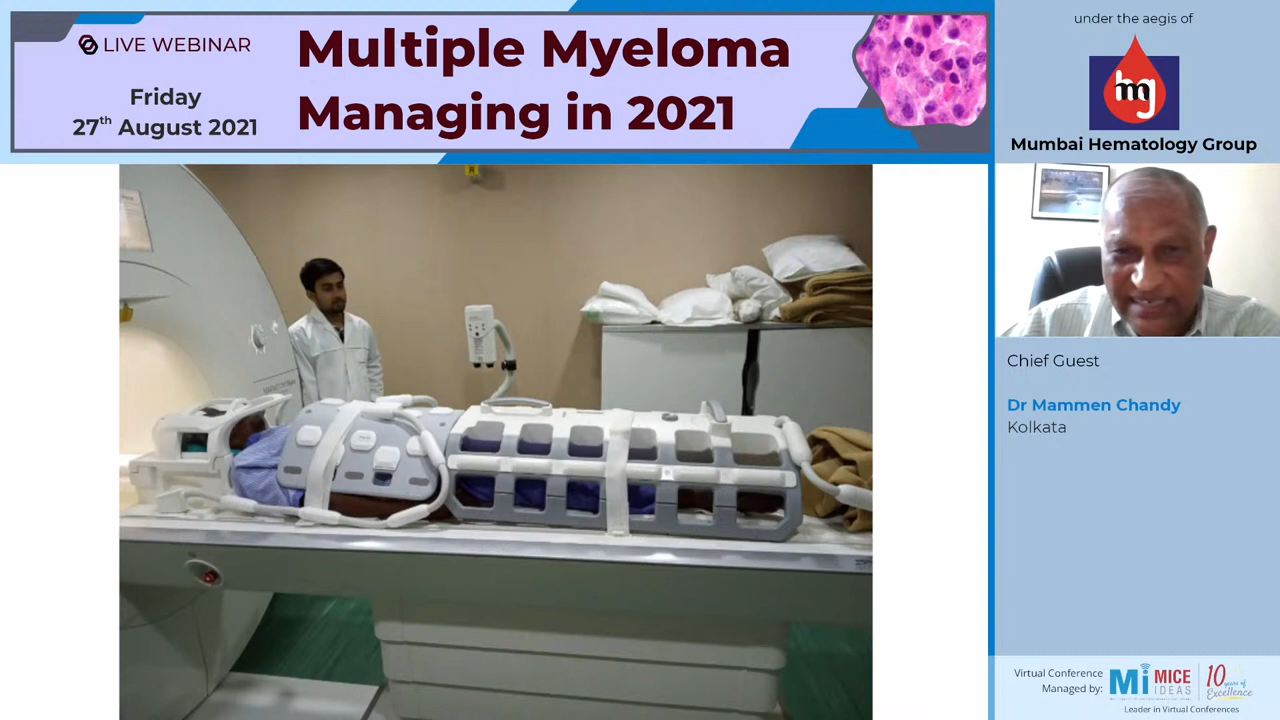 LIVE WEBINAR
Friday
27th August 2021
Multiple Myeloma
Managing in 2021
under the aegis of
hmg
Mumbai Hematology Group
Chief Guest
Dr Mammen Chandy
Kolkata
Virtual Conference
Managed by:
Mi MICE
IDEAS
10 years of
Excellence
Leader in Virtual Conferences